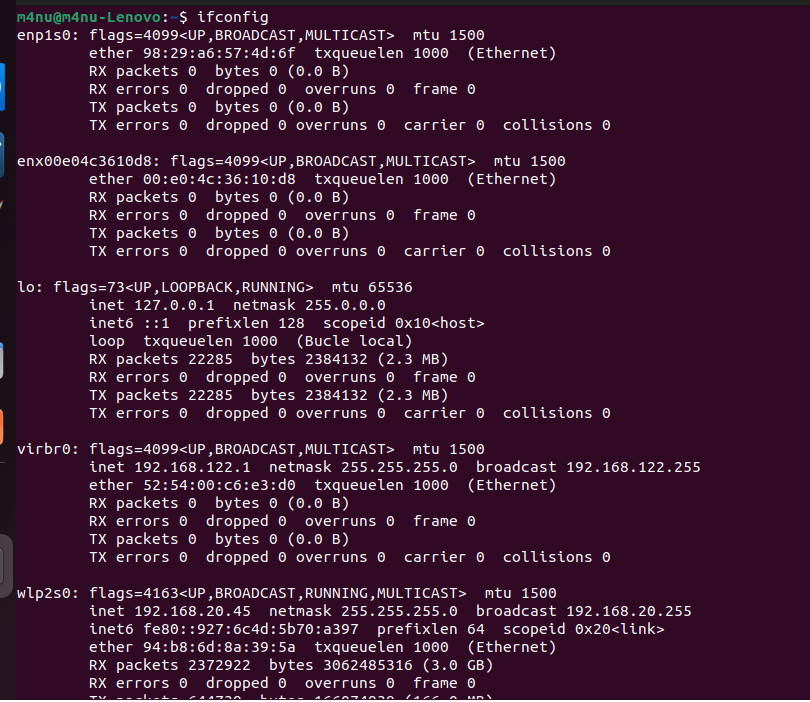 m4nu@m4nu-Lenovo:~$ ifconfig
enp1s0: flags=4099<UP,BROADCAST,MULTICAST>  mtu 1500
        ether 98:29:a6:57:4d:6f  txqueuelen 1000  (Ethernet)
        RX packets 0  bytes 0 (0.0 B)
        RX errors 0  dropped 0  overruns 0  frame 0
        TX packets 0  bytes 0 (0.0 B)
        TX errors 0  dropped 0 overruns 0  carrier 0  collisions 0

enx00e04c3610d8: flags=4099<UP,BROADCAST,MULTICAST>  mtu 1500
        ether 00:e0:4c:36:10:d8  txqueuelen 1000  (Ethernet)
        RX packets 0  bytes 0 (0.0 B)
        RX errors 0  dropped 0  overruns 0  frame 0
        TX packets 0  bytes 0 (0.0 B)
        TX errors 0  dropped 0 overruns 0  carrier 0  collisions 0

lo: flags=73<UP,LOOPBACK,RUNNING>  mtu 65536
        inet 127.0.0.1  netmask 255.0.0.0
        inet6 ::1  prefixlen 128  scopeid 0x10<host>
        loop  txqueuelen 1000  (Bucle local)
        RX packets 22285  bytes 2384132 (2.3 MB)
        RX errors 0  dropped 0  overruns 0  frame 0
        TX packets 22285  bytes 2384132 (2.3 MB)
        TX errors 0  dropped 0 overruns 0  carrier 0  collisions 0

virbr0: flags=4099<UP,BROADCAST,MULTICAST>  mtu 1500
        inet 192.168.122.1  netmask 255.255.255.0  broadcast 192.168.122.255
        ether 52:54:00:c6:e3:d0  txqueuelen 1000  (Ethernet)
        RX packets 0  bytes 0 (0.0 B)
        RX errors 0  dropped 0  overruns 0  frame 0
        TX packets 0  bytes 0 (0.0 B)
        TX errors 0  dropped 0 overruns 0  carrier 0  collisions 0

wlp2s0: flags=4163<UP,BROADCAST,RUNNING,MULTICAST>  mtu 1500
        inet 192.168.20.45  netmask 255.255.255.0  broadcast 192.168.20.255
        inet6 fe80::927:6c4d:5b70:a397  prefixlen 64  scopeid 0x20<link>
        ether 94:b8:6d:8a:39:5a  txqueuelen 1000  (Ethernet)
        RX packets 2372922  bytes 3062485316 (3.0 GB)
        RX errors 0  dropped 0  overruns 0  frame 0
        TX packets